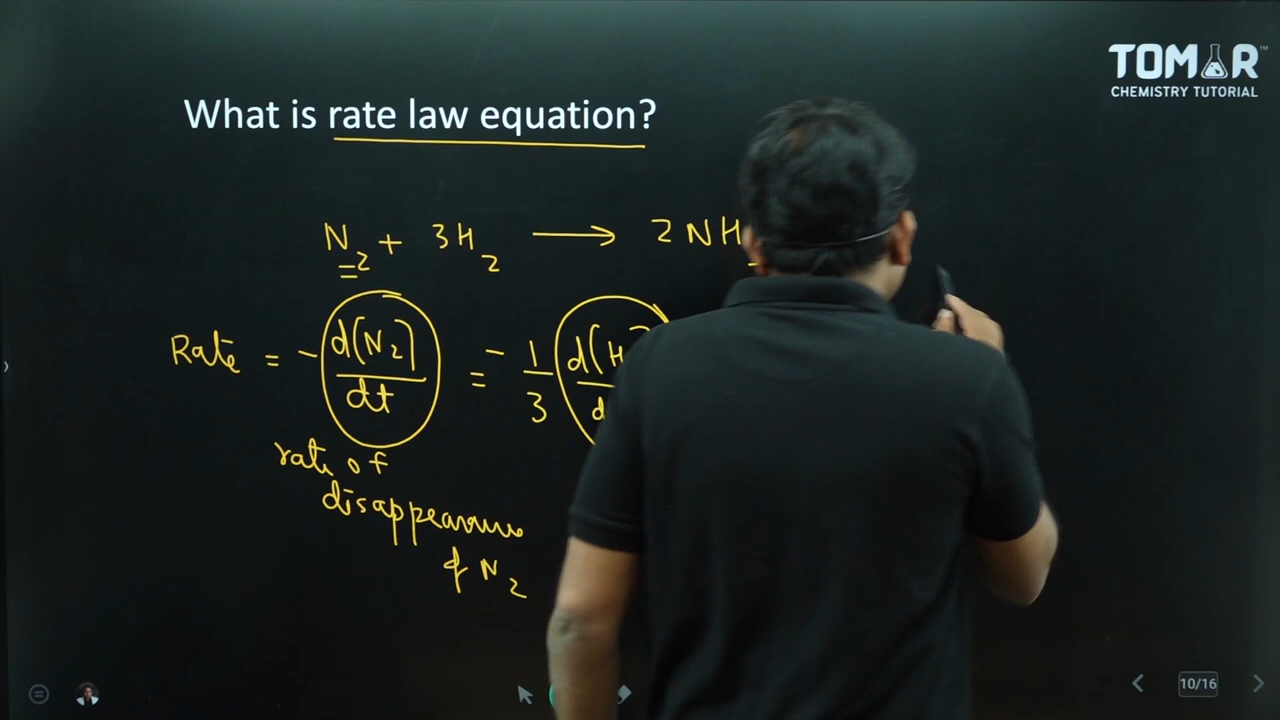 TOMAR™
CHEMISTRY TUTORIAL
What is rate law equation?
N₂ + 3H₂ ⟶ 2NH
Rate = - d(N₂)/dt = - 1/3 d(H
rate of
disappearance
of N₂
10/16